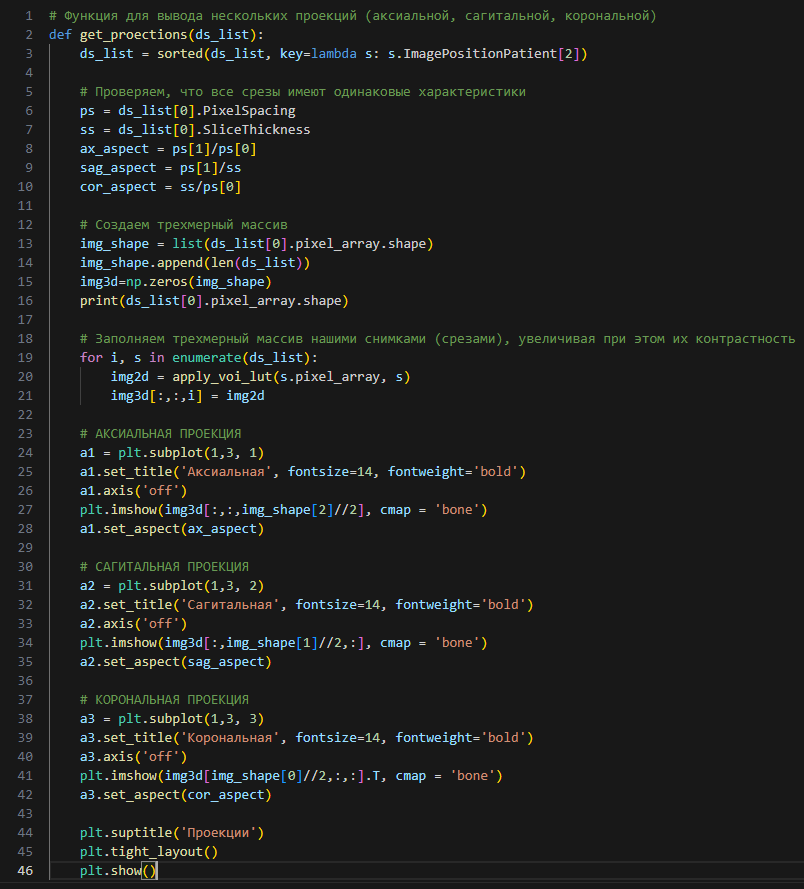 1 # Функция для вывода нескольких проекций (аксиальной, сагитальной, корональной)
2 def get_proections(ds_list):
3     ds_list = sorted(ds_list, key=lambda s: s.ImagePositionPatient[2])
4
5     # Проверяем, что все срезы имеют одинаковые характеристики
6     ps = ds_list[0].PixelSpacing
7     ss = ds_list[0].SliceThickness
8     ax_aspect = ps[1]/ps[0]
9     sag_aspect = ps[1]/ss
10     cor_aspect = ss/ps[0]
11
12     # Создаем трехмерный массив
13     img_shape = list(ds_list[0].pixel_array.shape)
14     img_shape.append(len(ds_list))
15     img3d=np.zeros(img_shape)
16     print(ds_list[0].pixel_array.shape)
17
18     # Заполняем трехмерный массив нашими снимками (срезами), увеличивая при этом их контрастность
19     for i, s in enumerate(ds_list):
20         img2d = apply_voi_lut(s.pixel_array, s)
21         img3d[:,:,i] = img2d
22
23     # АКСИАЛЬНАЯ ПРОЕКЦИЯ
24     a1 = plt.subplot(1,3, 1)
25     a1.set_title('Аксиальная', fontsize=14, fontweight='bold')
26     a1.axis('off')
27     plt.imshow(img3d[:,:,img_shape[2]//2], cmap = 'bone')
28     a1.set_aspect(ax_aspect)
29
30     # САГИТАЛЬНАЯ ПРОЕКЦИЯ
31     a2 = plt.subplot(1,3, 2)
32     a2.set_title('Сагитальная', fontsize=14, fontweight='bold')
33     a2.axis('off')
34     plt.imshow(img3d[:,img_shape[1]//2,:], cmap = 'bone')
35     a2.set_aspect(sag_aspect)
36
37     # КОРОНАЛЬНАЯ ПРОЕКЦИЯ
38     a3 = plt.subplot(1,3, 3)
39     a3.set_title('Корональная', fontsize=14, fontweight='bold')
40     a3.axis('off')
41     plt.imshow(img3d[img_shape[0]//2,:,:].T, cmap = 'bone')
42     a3.set_aspect(cor_aspect)
43
44     plt.suptitle('Проекции')
45     plt.tight_layout()
46     plt.show()